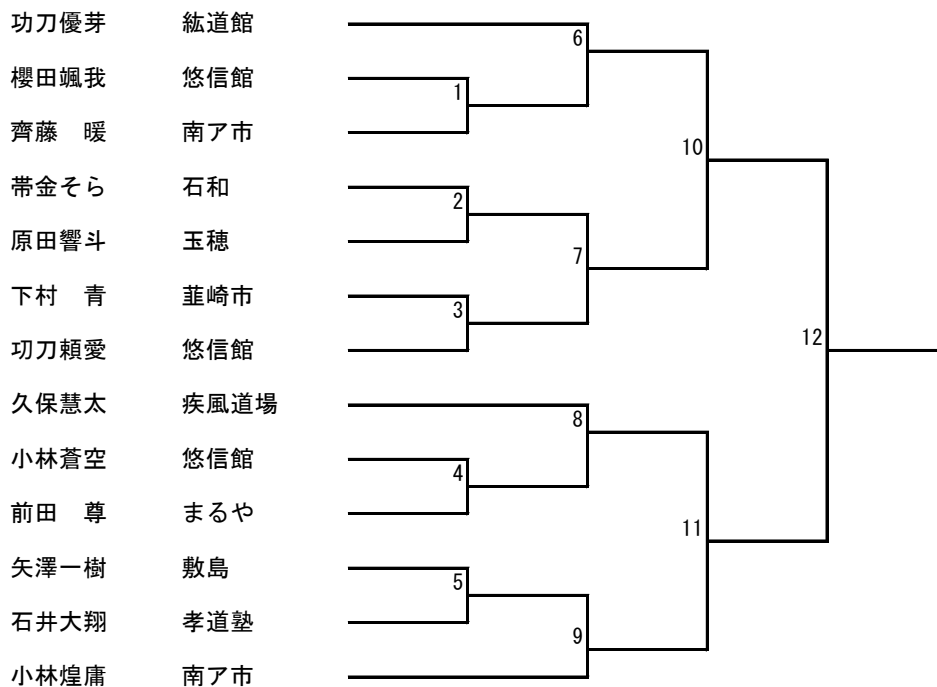 功刀優芽　紘道館
6
櫻田颯我　悠信館
1
齊藤　暖　南ア市
10
帯金そら　石和
2
原田響斗　玉穂
7
下村　青　韮崎市
3
12
功刀頼愛　悠信館
久保慧太　疾風道場
8
小林蒼空　悠信館
4
前田　尊　まるや
11
矢澤一樹　敷島
5
石井大翔　孝道塾
9
小林煌庸　南ア市